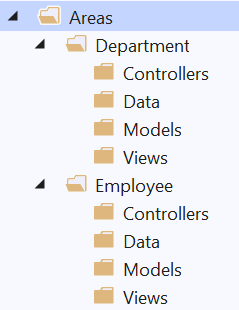 Areas
Department
Controllers
Data
Models
Views
Employee
Controllers
Data
Models
Views